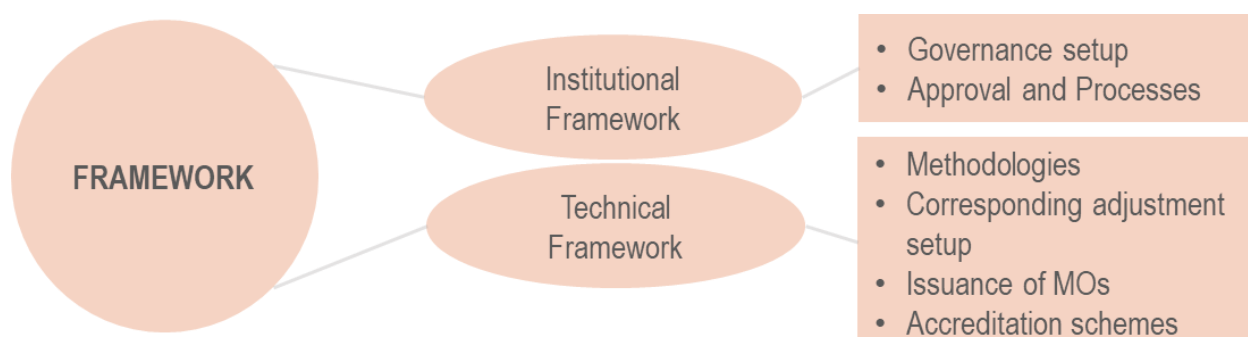 FRAMEWORK
Institutional
Framework
• Governance setup
• Approval and Processes
Technical
Framework
• Methodologies
• Corresponding adjustment
setup
• Issuance of MOs
• Accreditation schemes